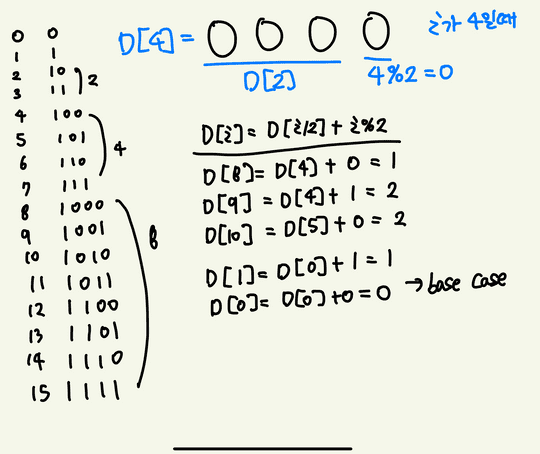 0 0
1 1
2 10
3 11
2
4 100
5 101
6 110
7 111
4
8 1000
9 1001
10 1010
11 1011
12 1100
13 1101
14 1110
15 1111
8
i가 4일때
D[4] = 0 0 0 0
D[2]
4%2=0
D[i] = D[i/2] + i%2
D[8] = D[4] + 0 = 1
D[9] = D[4] + 1 = 2
D[10] = D[5] + 0 = 2
D[1] = D[0] + 1 = 1
D[0] = D[0] + 0 = 0 → base case